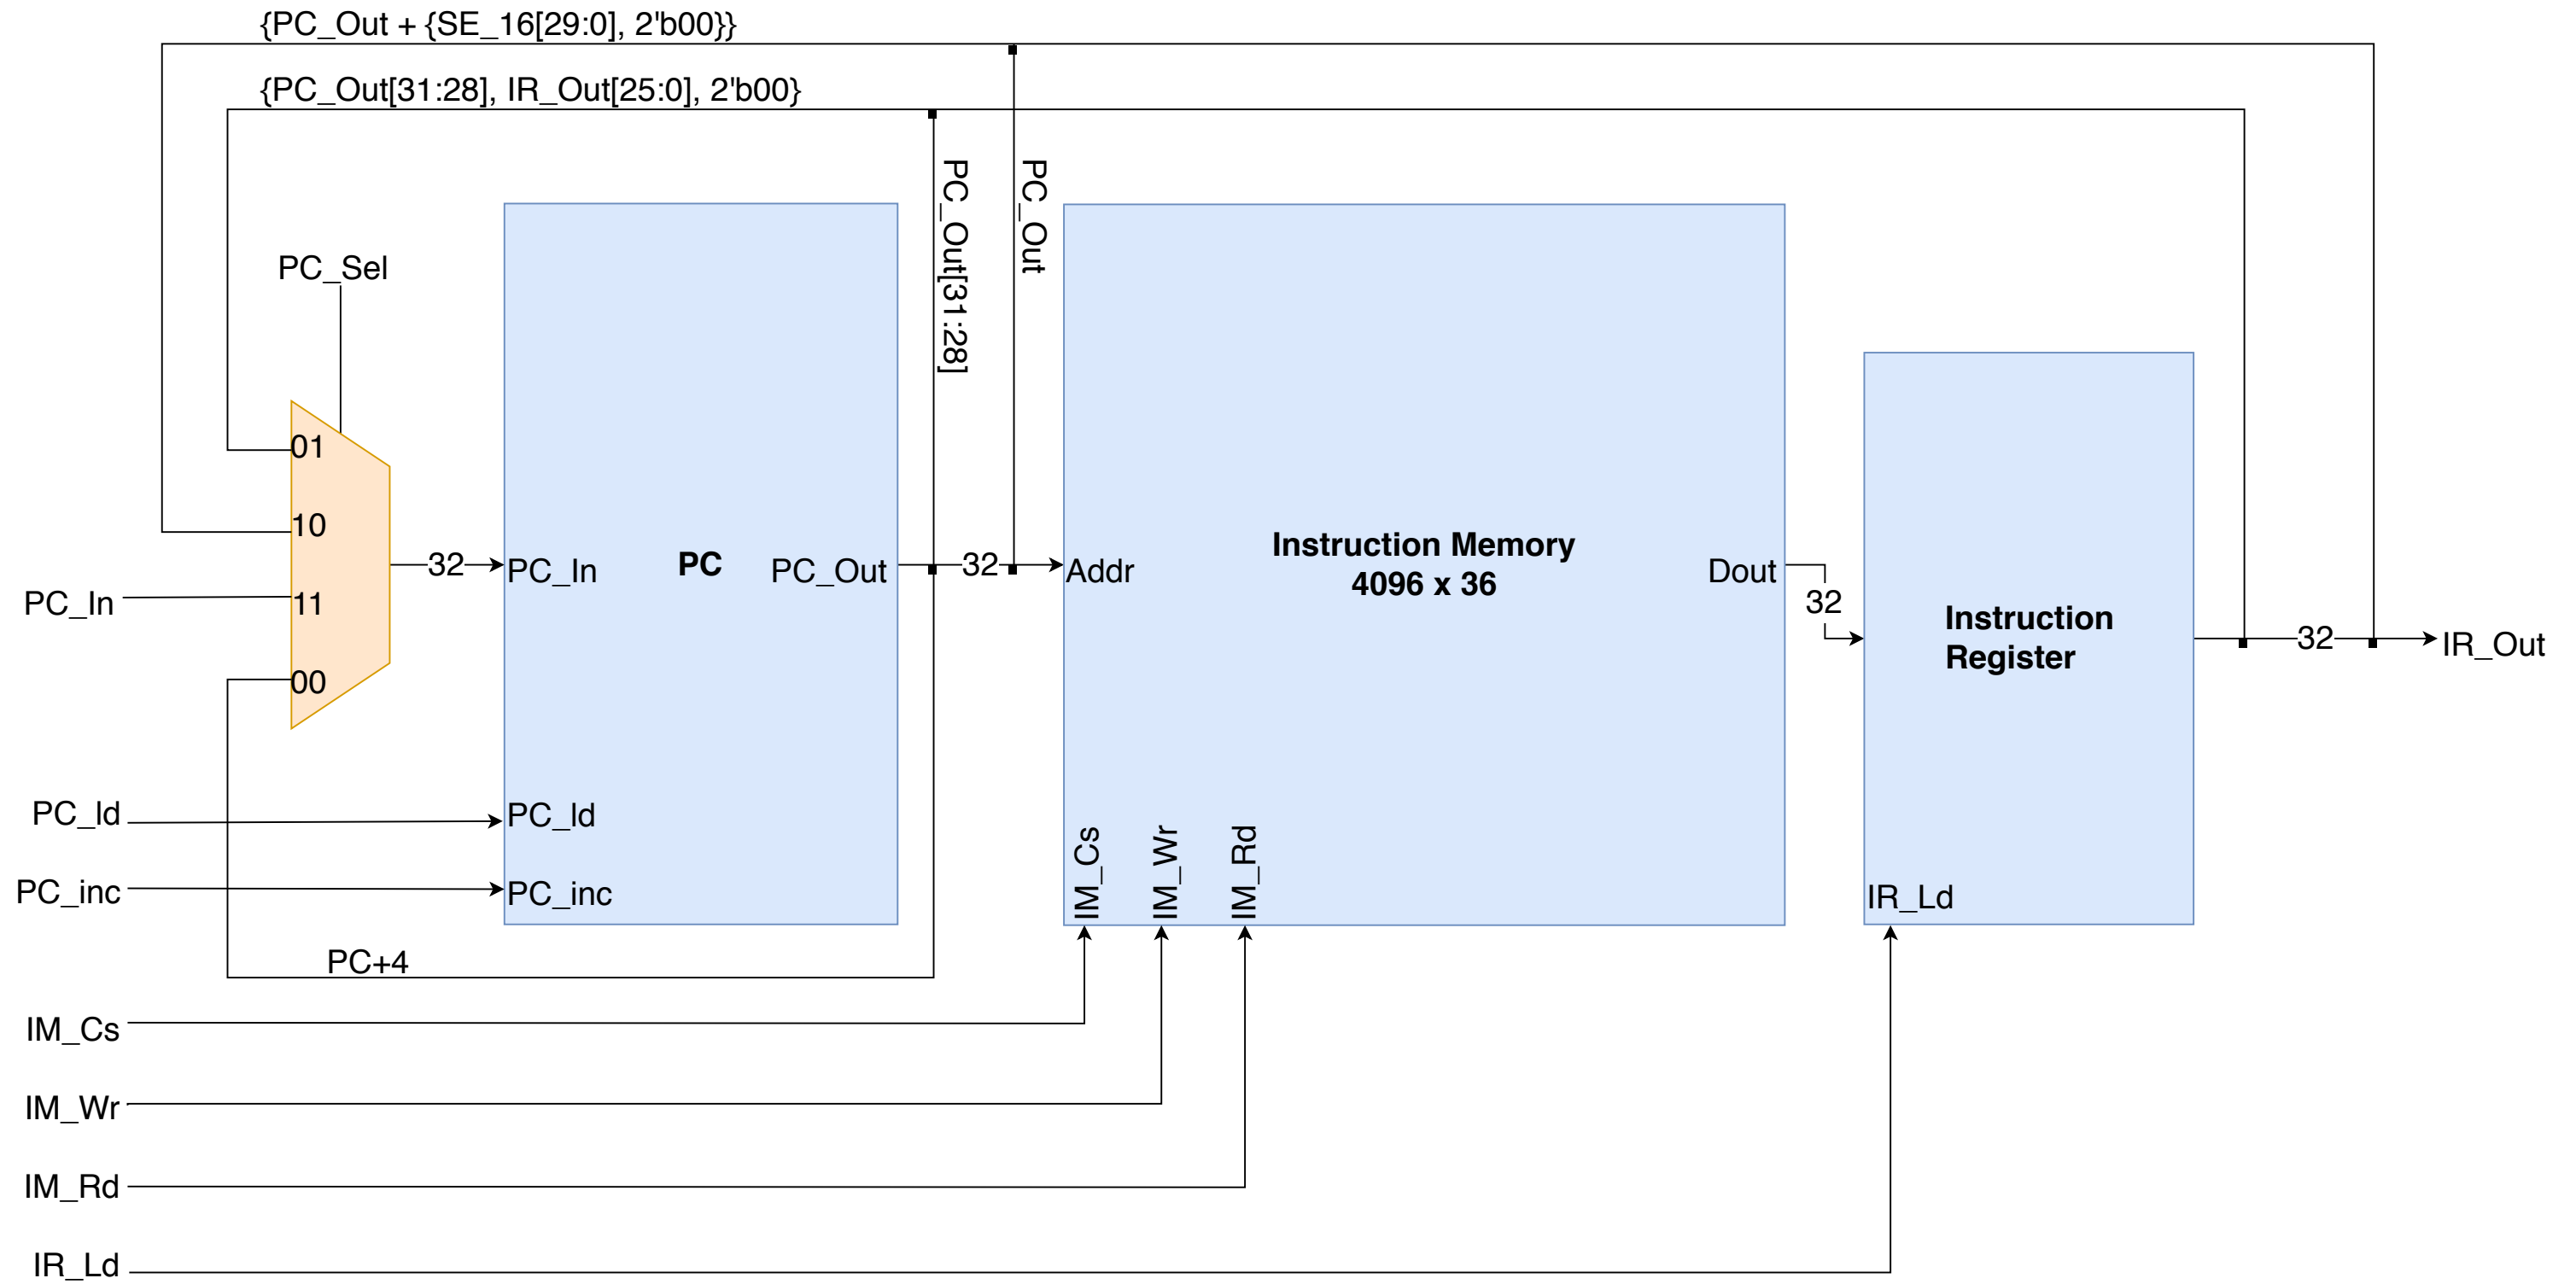 {PC_Out + {SE_16[29:0], 2'b00}}
{PC_Out[31:28], IR_Out[25:0], 2'b00}
PC_Out[31:28]
PC_Out
PC_Sel
01
10
11
00
PC_In
32
PC_In
PC
PC_Out
32
Addr
Instruction Memory
4096 x 36
Dout
32
Instruction
Register
32
IR_Out
PC_ld
PC_ld
PC_inc
PC_inc
IM_Cs
IM_Wr
IM_Rd
IR_Ld
PC+4
IM_Cs
IM_Wr
IM_Rd
IR_Ld